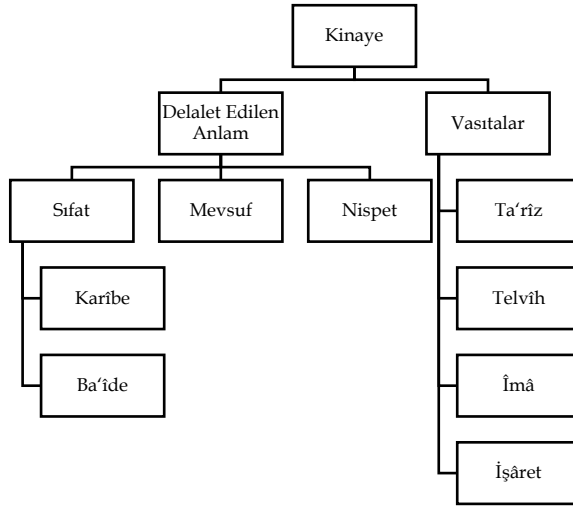 Kinaye
Delalet Edilen
Anlam
Vasıtalar
Sıfat
Mevsuf
Nispet
Ta‘rîz
Karîbe
Telvîh
Ba‘îde
Îmâ
İşâret